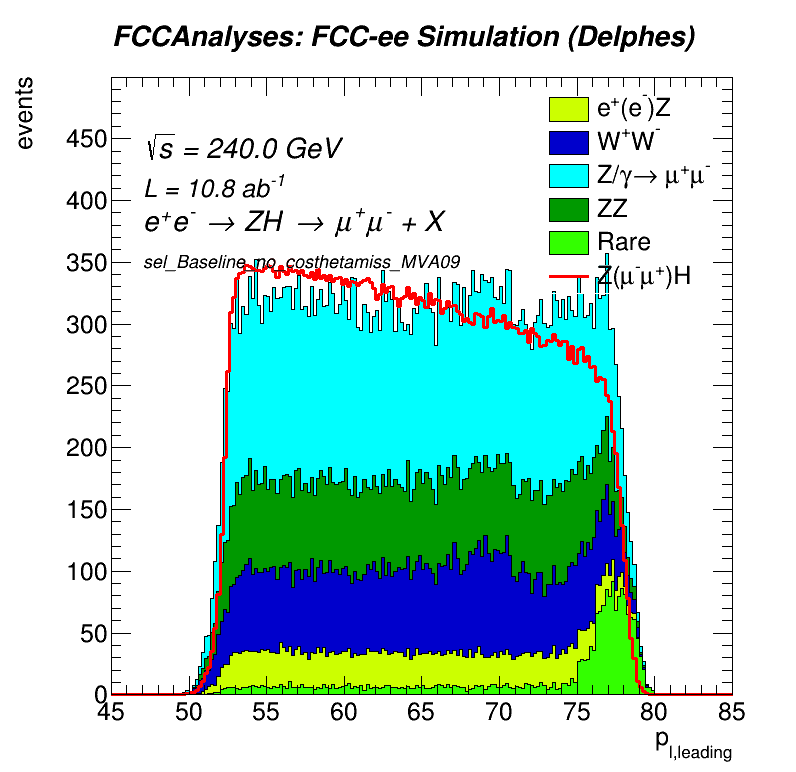 FCCAnalyses: FCC-ee Simulation (Delphes)
events
√s = 240.0 GeV
L = 10.8 ab⁻¹
e⁺e⁻ → ZH → μ⁺μ⁻ + X
sel_Baseline_no_costhetamiss_MVA09
e⁺(e⁻)Z
W⁺W⁻
Z/γ→ μ⁺μ⁻
ZZ
Rare
Z(μ⁻μ⁺)H
450
400
350
300
250
200
150
100
50
0
45 50 55 60 65 70 75 80 85
p_l,leading